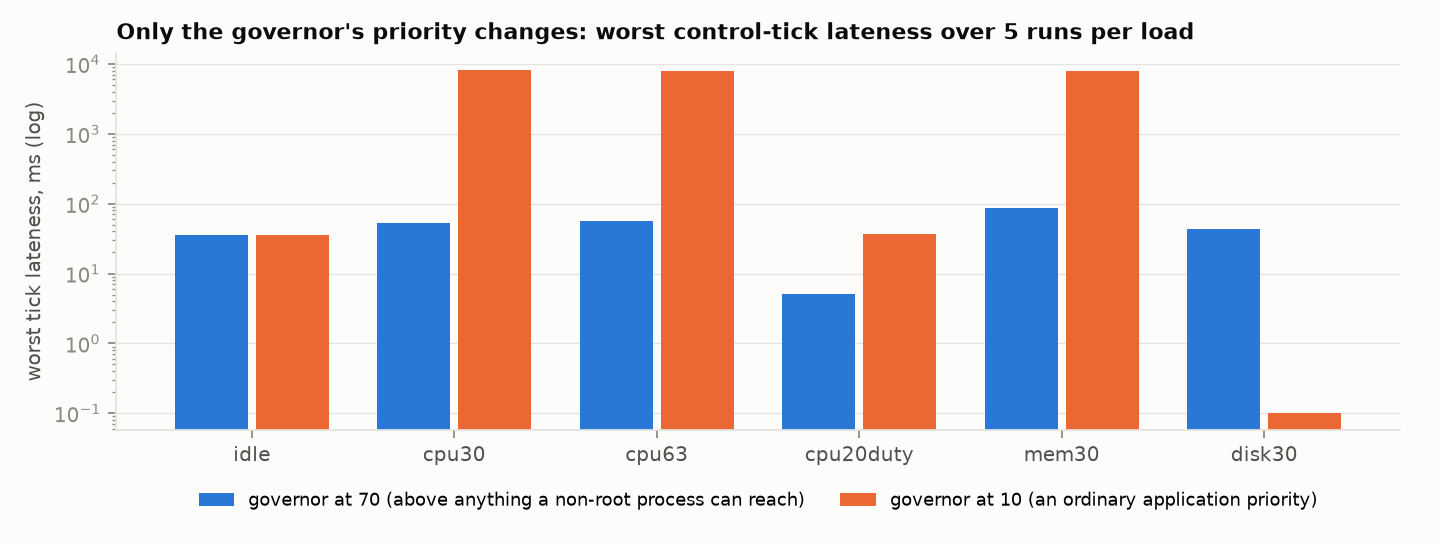 Only the governor's priority changes: worst control-tick lateness over 5 runs per load
worst tick lateness, ms (log)
10⁴
10³
10²
10¹
10⁰
10⁻¹
idle cpu30 cpu63 cpu20duty mem30 disk30
governor at 70 (above anything a non-root process can reach) governor at 10 (an ordinary application priority)